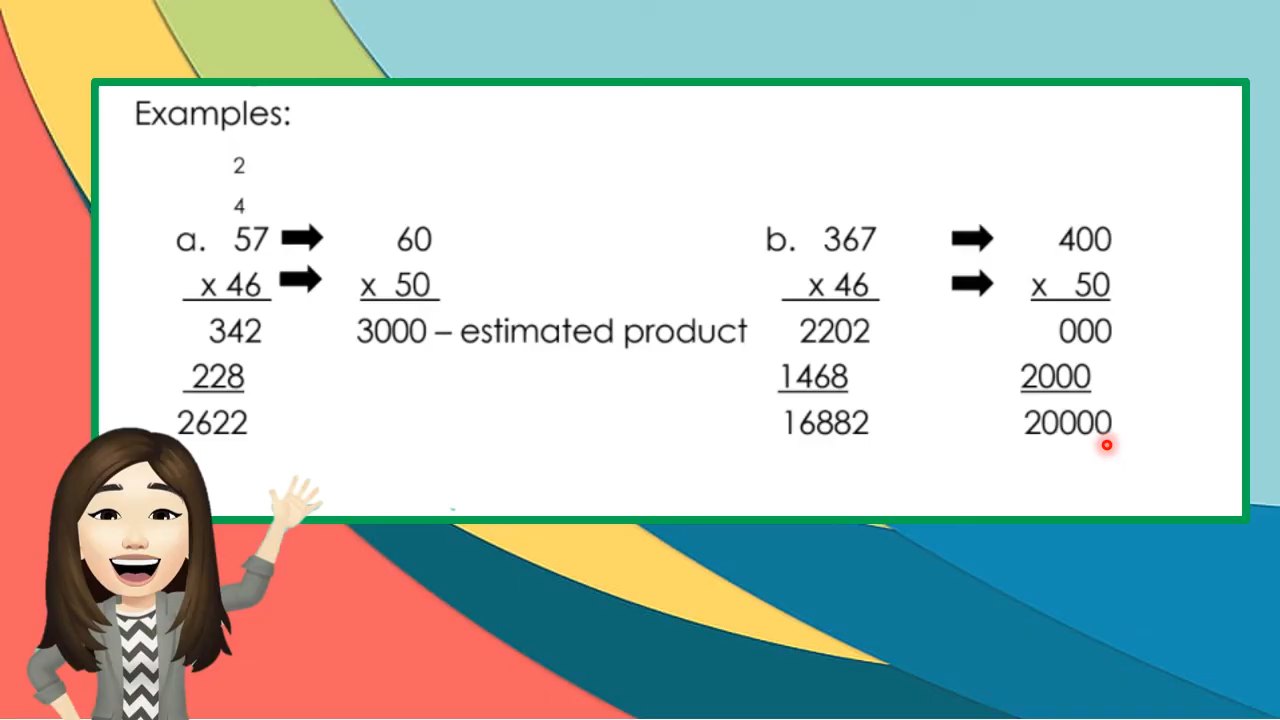 Examples:
2
4
a. 57 60
x 46 x 50
342 3000 – estimated product
228
2622
b. 367 400
x 46 x 50
2202 000
1468 2000
16882 20000